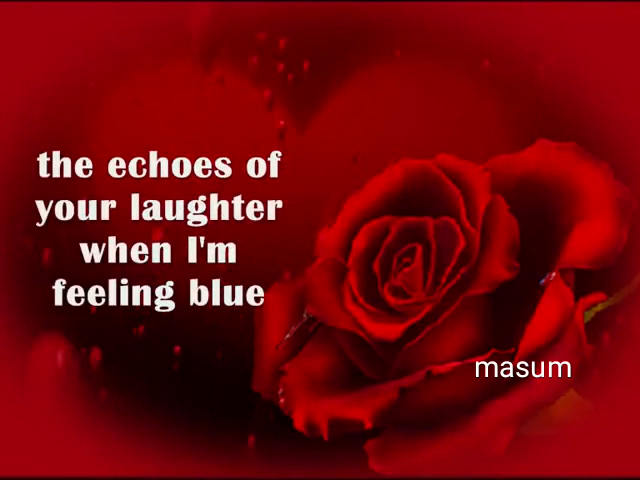 the echoes of
your laughter
when I'm
feeling blue
masum